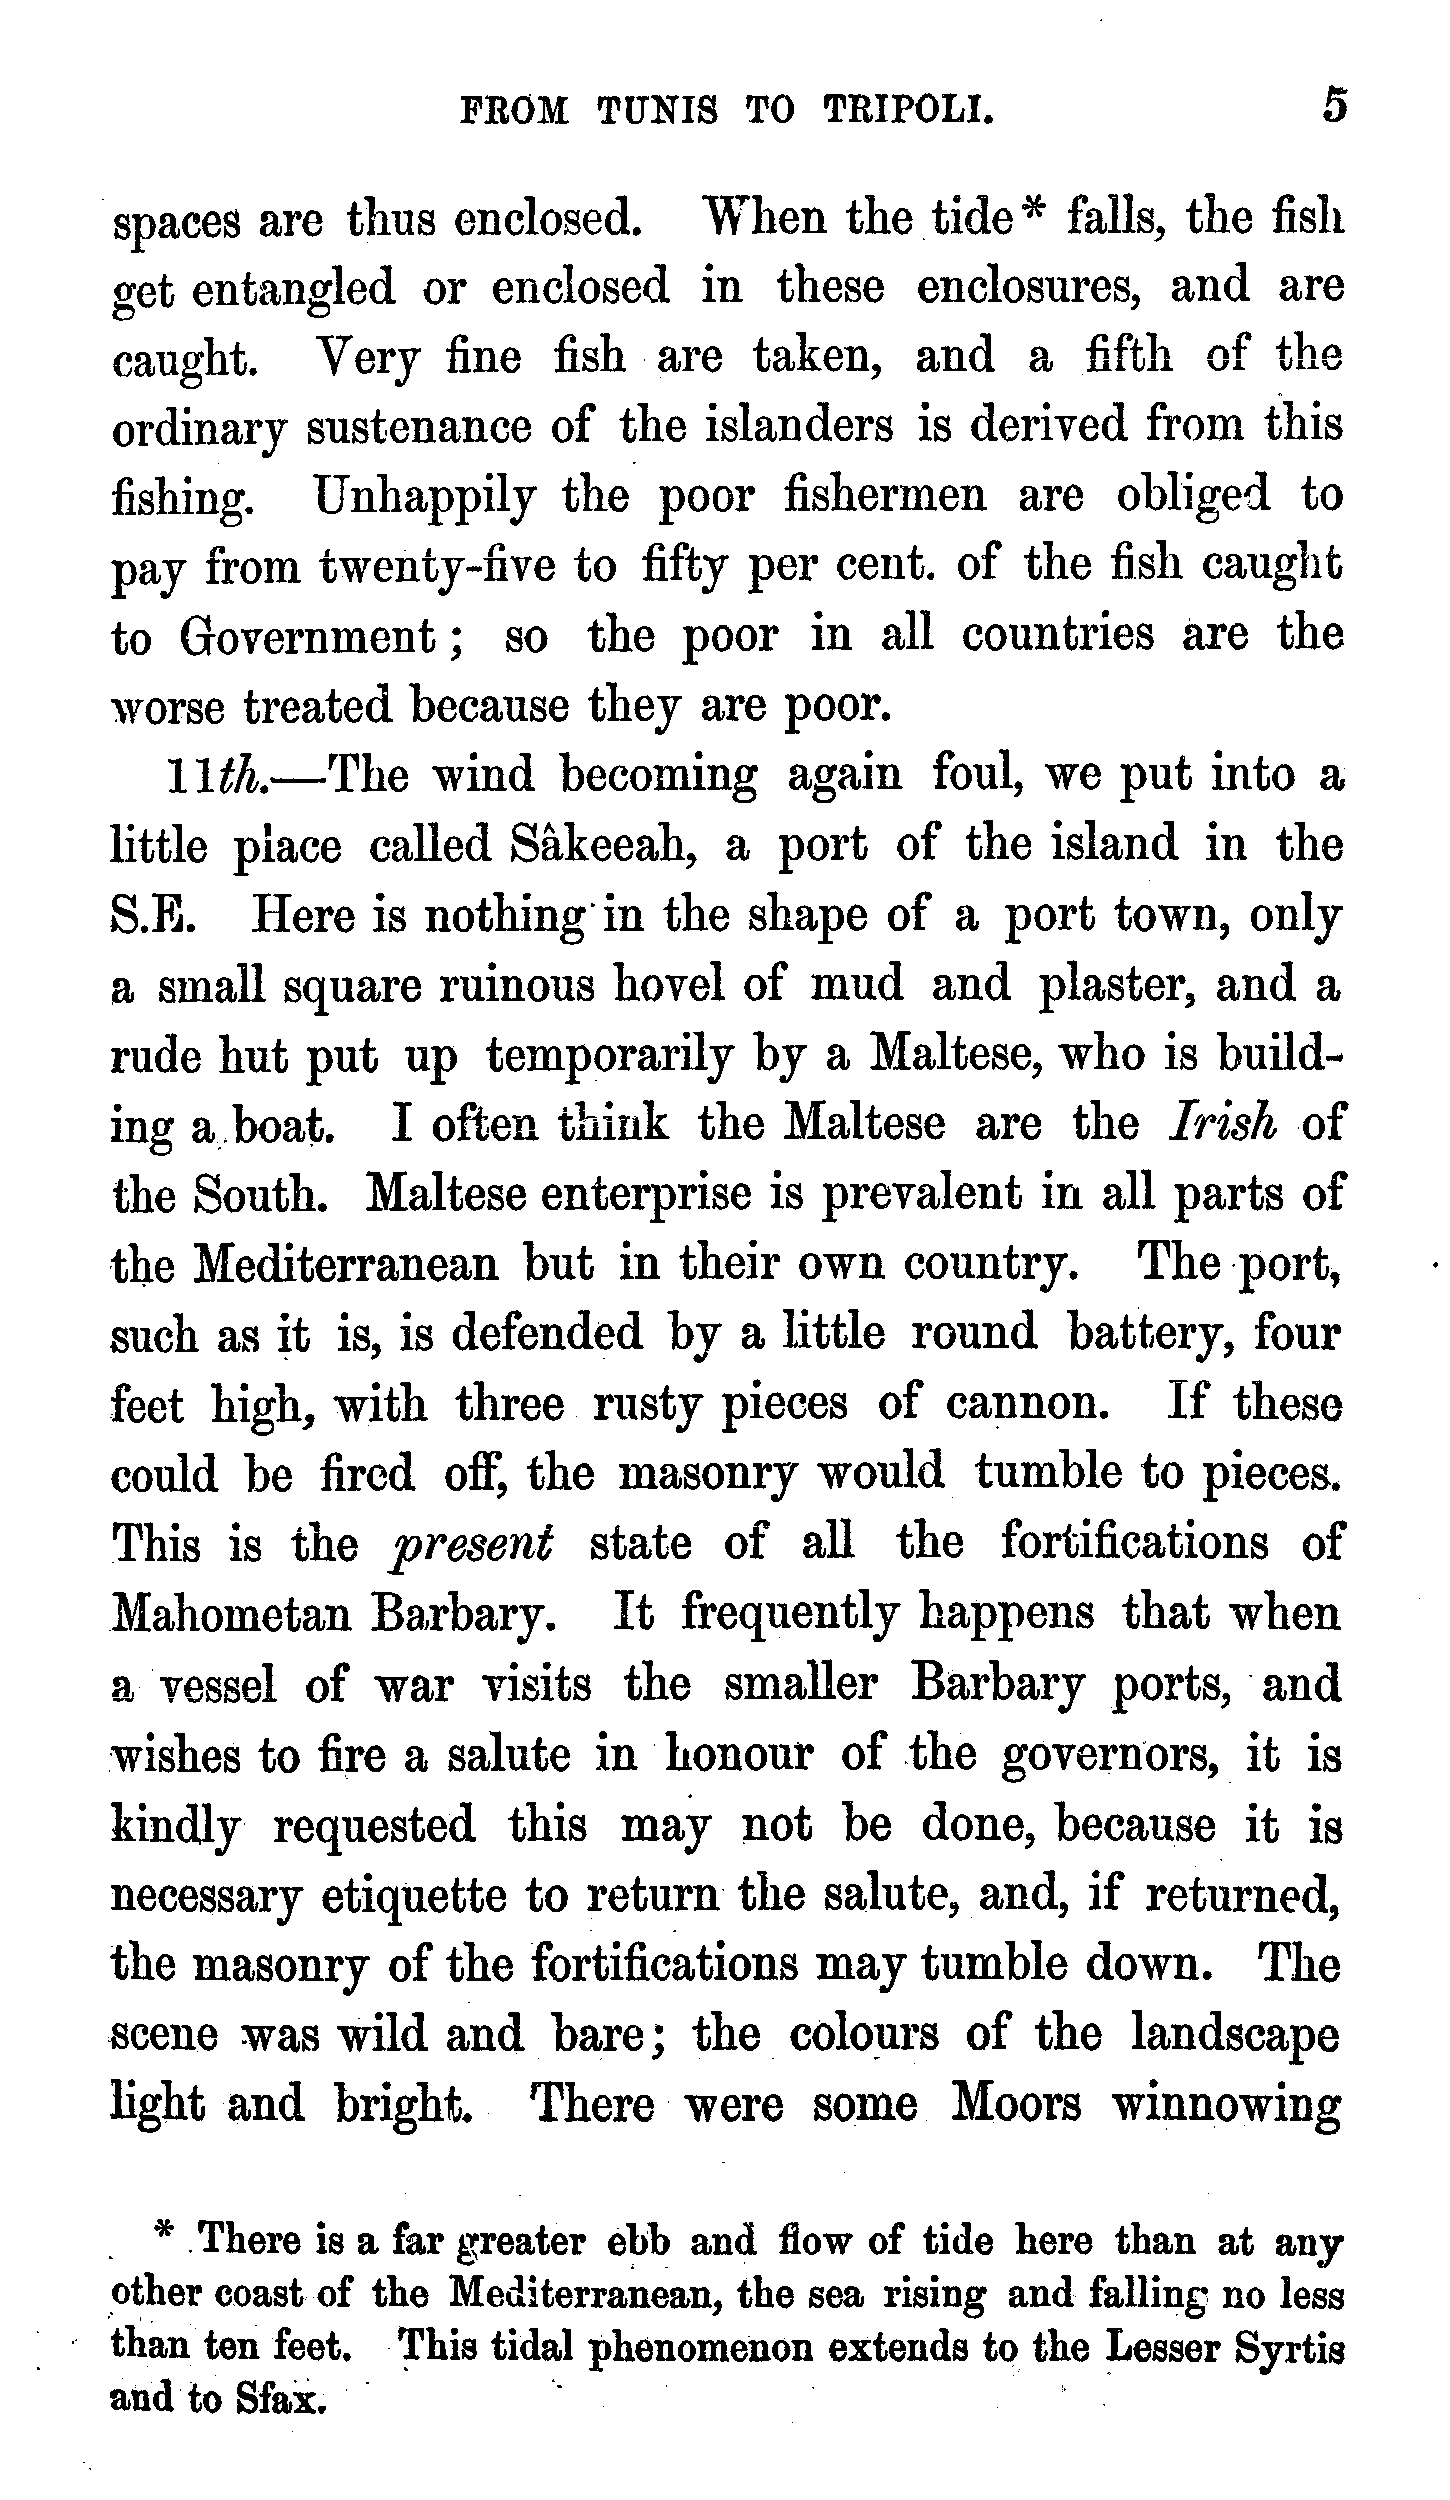 FROM TUNIS TO TRIPOLI. 5
spaces are thus enclosed. When the tide* falls, the fish
get entangled or enclosed in these enclosures, and are
caught. Very fine fish are taken, and a fifth of the
ordinary sustenance of the islanders is derived from this
fishing. Unhappily the poor fishermen are obliged to
pay from twenty-five to fifty per cent. of the fish caught
to Government; so the poor in all countries are the
worse treated because they are poor.
11th.—The wind becoming again foul, we put into a
little place called Sâkeeah, a port of the island in the
S.E. Here is nothing in the shape of a port town, only
a small square ruinous hovel of mud and plaster, and a
rude hut put up temporarily by a Maltese, who is build-
ing a boat. I often think the Maltese are the Irish of
the South. Maltese enterprise is prevalent in all parts of
the Mediterranean but in their own country. The port,
such as it is, is defended by a little round battery, four
feet high, with three rusty pieces of cannon. If these
could be fired off, the masonry would tumble to pieces.
This is the present state of all the fortifications of
Mahometan Barbary. It frequently happens that when
a vessel of war visits the smaller Barbary ports, and
wishes to fire a salute in honour of the governors, it is
kindly requested this may not be done, because it is
necessary etiquette to return the salute, and, if returned,
the masonry of the fortifications may tumble down. The
scene was wild and bare; the colours of the landscape
light and bright. There were some Moors winnowing
* There is a far greater ebb and flow of tide here than at any
other coast of the Mediterranean, the sea rising and falling no less
than ten feet. This tidal phenomenon extends to the Lesser Syrtis
and to Sfax.